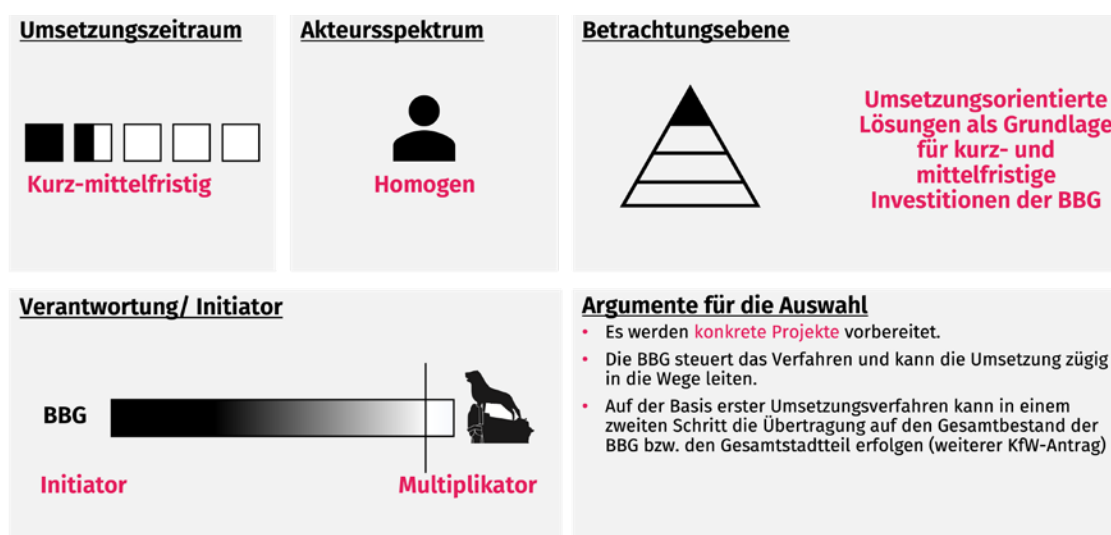 Umsetzungszeitraum
Kurz-mittelfristig
Akteursspektrum
Homogen
Betrachtungsebene
Umsetzungsorientierte
Lösungen als Grundlage
für kurz- und
mittelfristige
Investitionen der BBG
Verantwortung/ Initiator
BBG
Initiator
Multiplikator
Argumente für die Auswahl
• Es werden konkrete Projekte vorbereitet.
• Die BBG steuert das Verfahren und kann die Umsetzung zügig
in die Wege leiten.
• Auf der Basis erster Umsetzungsverfahren kann in einem
zweiten Schritt die Übertragung auf den Gesamtbestand der
BBG bzw. den Gesamtstadtteil erfolgen (weiterer KfW-Antrag)